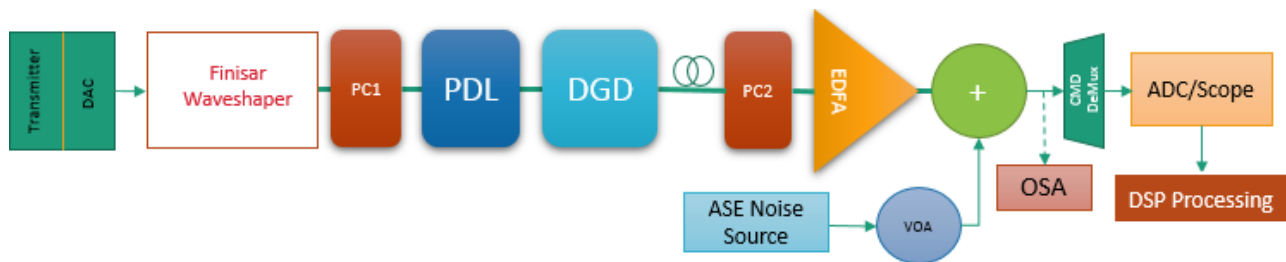 Transmitter
DAC
Finisar
Waveshaper
PC1
PDL
DGD
PC2
EDFA
+
CMD
DeMux
ADC/Scope
OSA
DSP Processing
ASE Noise
Source
VOA